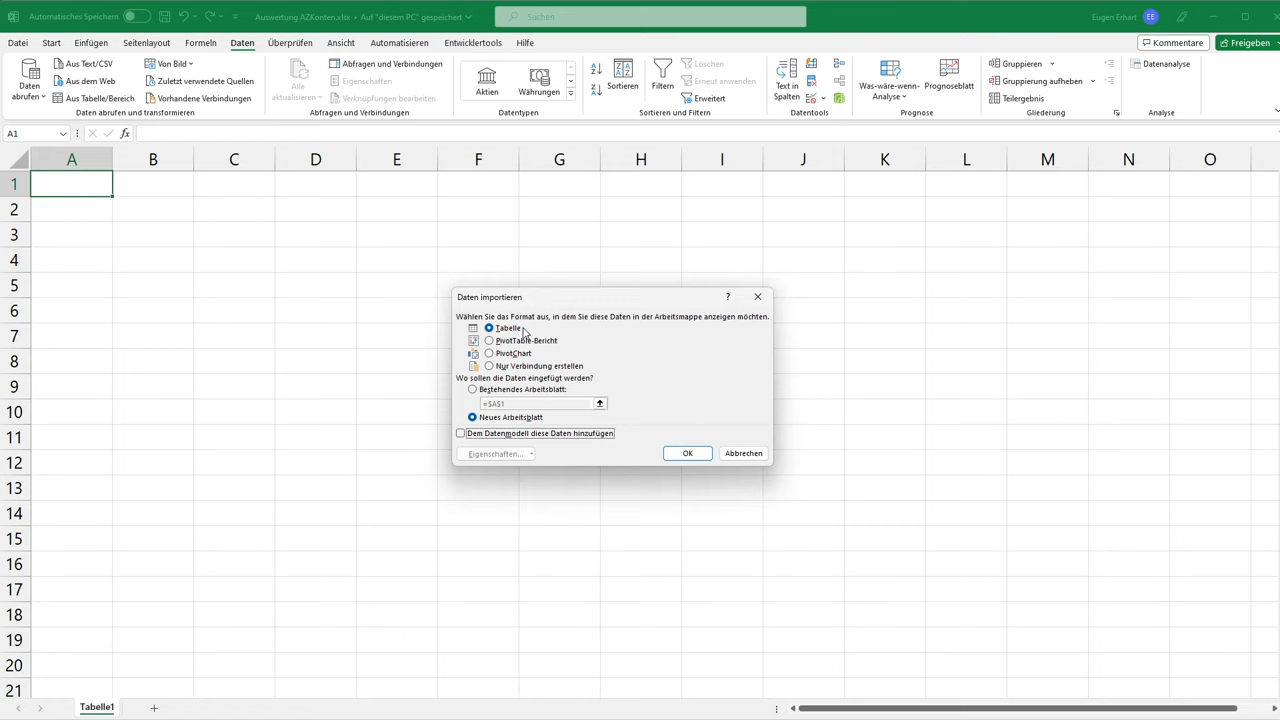 Automatisches Speichern
Auswertung AZKonten.xlse • Auf "diesem PC" gespeichert
Suchen
Eugen Erhart
EE
Datei Start Einfügen Seitenlayout Formeln Daten Überprüfen Ansicht Automatisieren Entwicklertools Hilfe
Kommentare
Freigeben
Daten abrufen
Aus Text/CSV
Aus dem Web
Aus Tabelle/Bereich
Von Bild
Zuletzt verwendete Quellen
Vorhandene Verbindungen
Daten abrufen und transformieren
Alle aktualisieren
Abfragen und Verbindungen
Eigenschaften
Verknüpfungen bearbeiten
Abfragen und Verbindungen
Aktien
Währungen
Datentypen
Sortieren
Filtern
Löschen
Erneut anwenden
Erweitert
Sortieren und Filtern
Text in Spalten
Datentools
Was-wäre-wenn-Analyse
Prognoseblatt
Prognose
Gruppieren
Gruppierung aufheben
Teilergebnis
Gliederung
Datenanalyse
Analyse
A1
fx
A B C D E F G H I J K L M N O
1
2
3
4
5
6
7
8
9
10
11
12
13
14
15
16
17
18
19
20
21
Daten importieren
?
Wählen Sie das Format aus, in dem Sie diese Daten in der Arbeitsmappe anzeigen möchten.
Tabelle
PivotTable-Bericht
PivotChart
Nur Verbindung erstellen
Wo sollen die Daten eingefügt werden?
Bestehendes Arbeitsblatt:
=$A$1
Neues Arbeitsblatt
Dem Datenmodell diese Daten hinzufügen
Eigenschaften...
OK
Abbrechen
Tabelle1